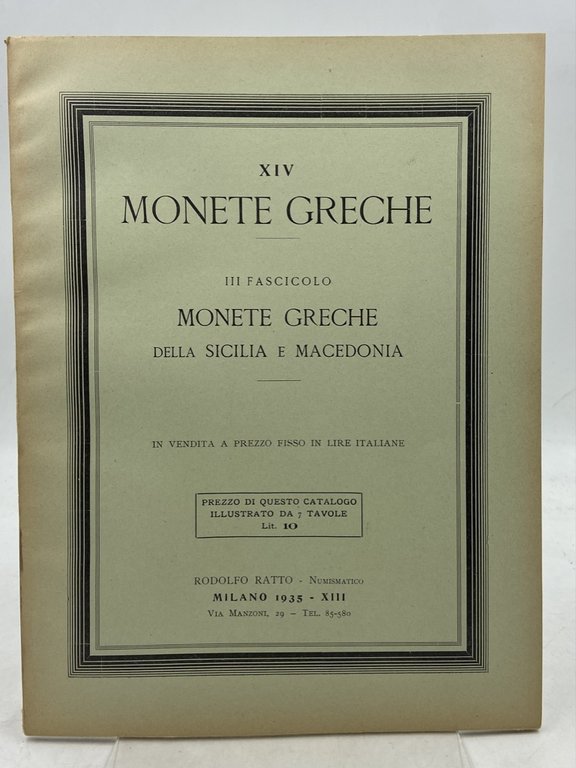 XIV
MONETE GRECHE
III FASCICOLO
MONETE GRECHE
DELLA SICILIA E MACEDONIA
IN VENDITA A PREZZO FISSO IN LIRE ITALIANE
PREZZO DI QUESTO CATALOGO
ILLUSTRATO DA 7 TAVOLE
Lit. 10
RODOLFO RATTO - NUMISMATICO
MILANO 1935 - XIII
VIA MANZONI, 29 – TEL. 85-580